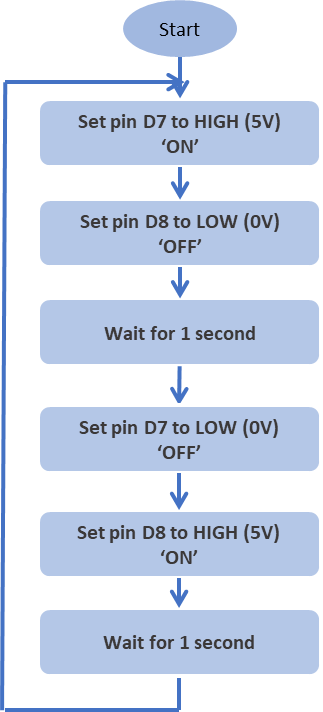 Start
Set pin D7 to HIGH (5V)
‘ON’
Set pin D8 to LOW (0V)
‘OFF’
Wait for 1 second
Set pin D7 to LOW (0V)
‘OFF’
Set pin D8 to HIGH (5V)
‘ON’
Wait for 1 second